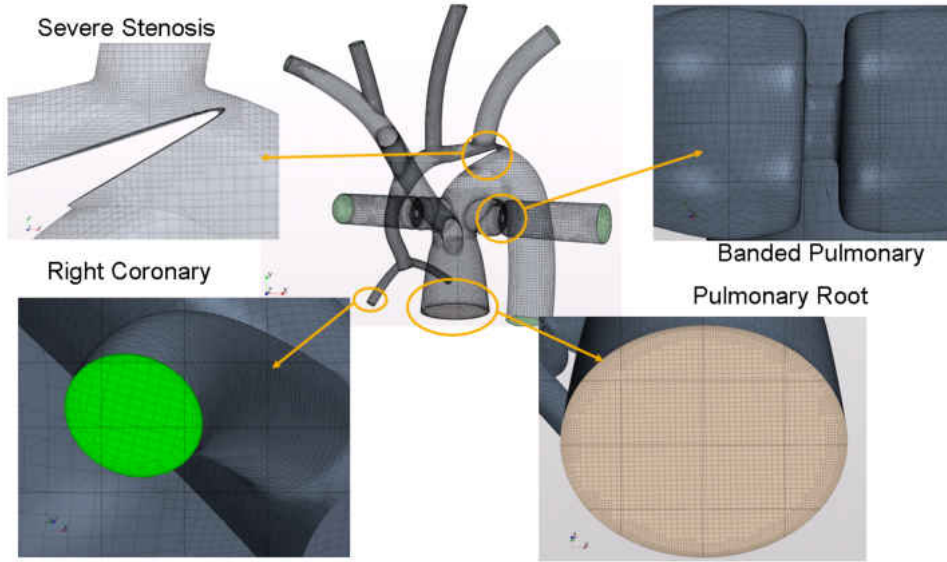 Severe Stenosis
Banded Pulmonary
Right Coronary
Pulmonary Root